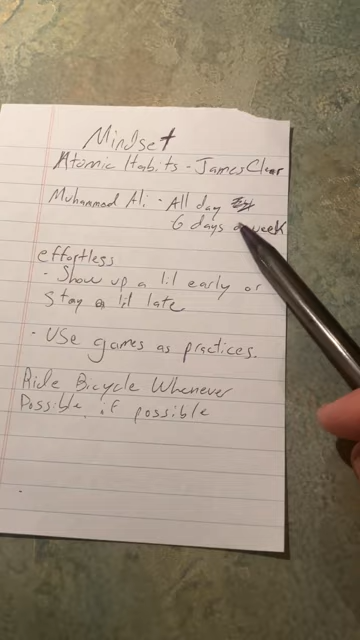 Mindset
Atomic Habits - James Clear
Muhammad Ali - All day
6 days a week
effortless
- Show up a lil early or
stay a lil late
- Use games as practices.
Ride Bicycle Whenever
Possible, if possible